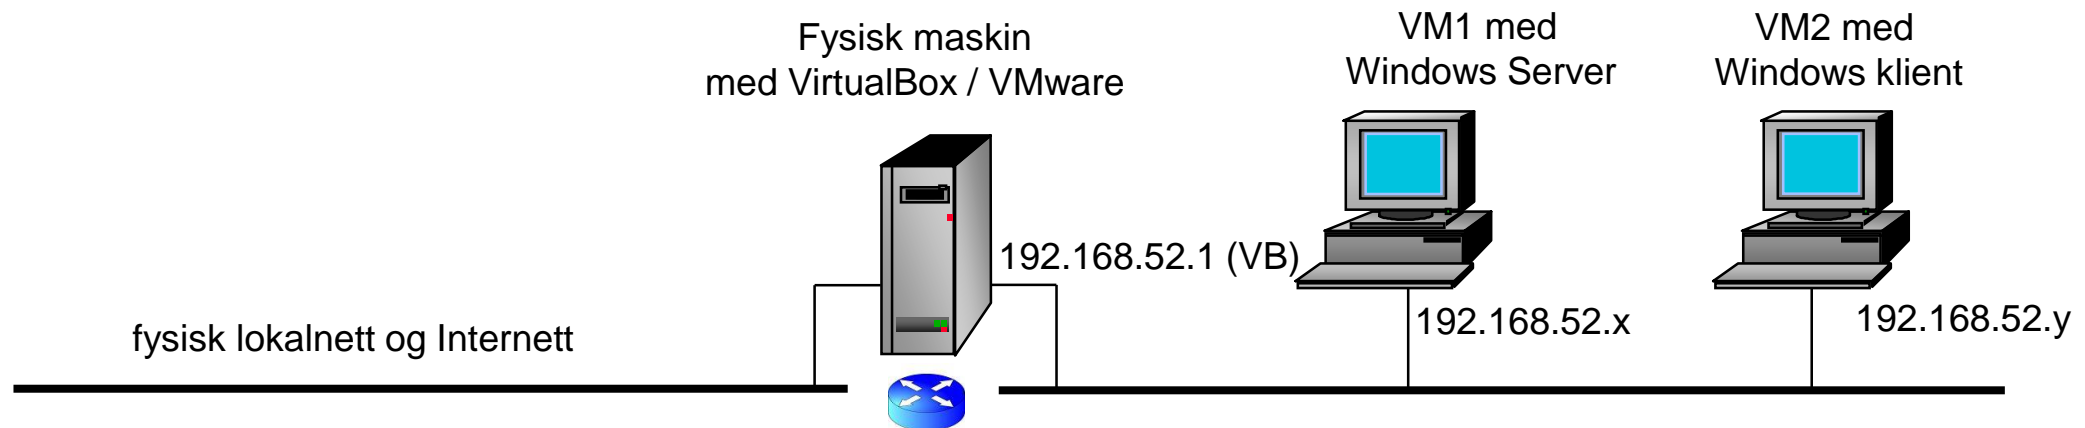 Fysisk maskin
med VirtualBox / VMware
VM1 med
Windows Server
VM2 med
Windows klient
192.168.52.1 (VB)
192.168.52.x
192.168.52.y
fysisk lokalnett og Internett